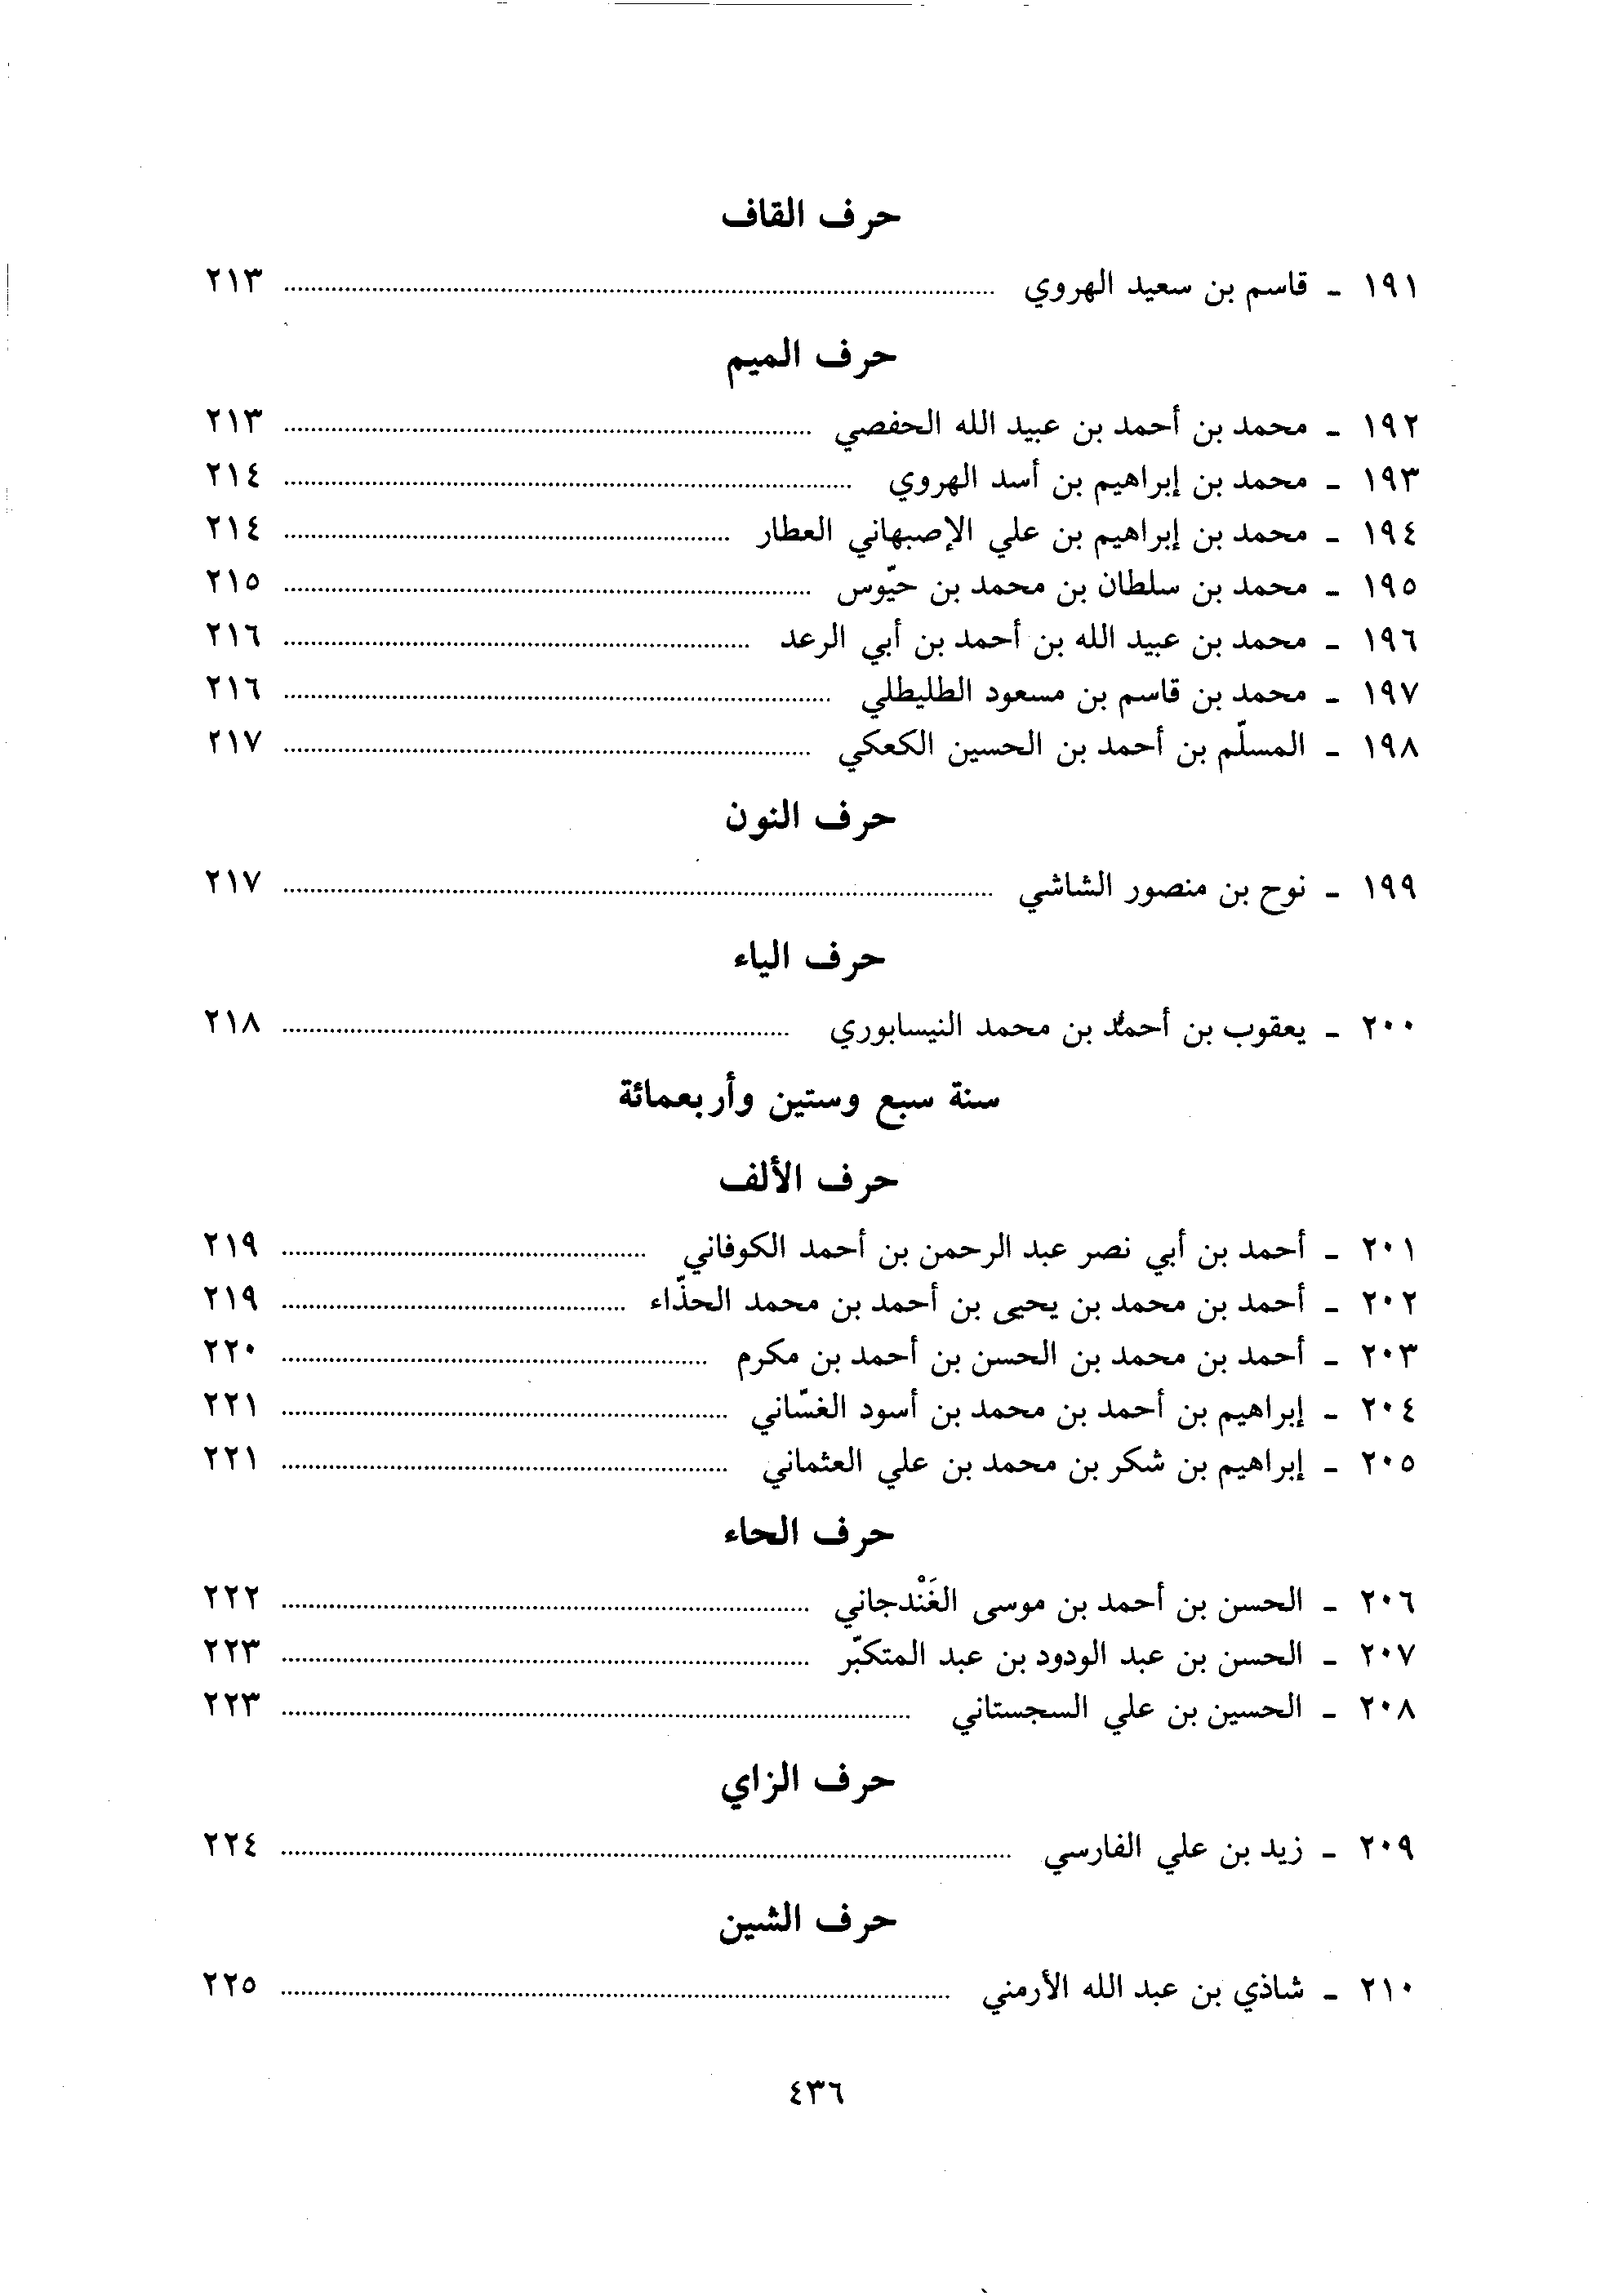 حرف القاف
١٩١ - قاسم بن سعيد الهروي ........ ٢١٣
حرف الميم
١٩٢ - محمد بن أحمد بن عبيد الله الحفصي ........ ٢١٣
١٩٣ - محمد بن إبراهيم بن أسد الهروي ........ ٢١٤
١٩٤ - محمد بن إبراهيم بن علي الإصبهاني العطار ........ ٢١٤
١٩٥ - محمد بن سلطان بن محمد بن حيّوس ........ ٢١٥
١٩٦ - محمد بن عبيد الله بن أحمد بن أبي الرعد ........ ٢١٦
١٩٧ - محمد بن قاسم بن مسعود الطليطلي ........ ٢١٦
١٩٨ - المسلّم بن أحمد بن الحسين الكعكي ........ ٢١٧
حرف النون
١٩٩ - نوح بن منصور الشاشي ........ ٢١٧
حرف الياء
٢٠٠ - يعقوب بن أحمد بن محمد النيسابوري ........ ٢١٨
سنة سبع وستين وأربعمائة
حرف الألف
٢٠١ - أحمد بن أبي نصر عبد الرحمن بن أحمد الكوفاني ........ ٢١٩
٢٠٢ - أحمد بن محمد بن يحيى بن أحمد بن محمد الحذّاء ........ ٢١٩
٢٠٣ - أحمد بن محمد بن الحسن بن أحمد بن مكرم ........ ٢٢٠
٢٠٤ - إبراهيم بن أحمد بن محمد بن أسود الغسّاني ........ ٢٢١
٢٠٥ - إبراهيم بن شكر بن محمد بن علي العثماني ........ ٢٢١
حرف الحاء
٢٠٦ - الحسن بن أحمد بن موسى الغَنْدجاني ........ ٢٢٢
٢٠٧ - الحسن بن عبد الودود بن عبد المتكبّر ........ ٢٢٣
٢٠٨ - الحسين بن علي السجستاني ........ ٢٢٣
حرف الزاي
٢٠٩ - زيد بن علي الفارسي ........ ٢٢٤
حرف الشين
٢١٠ - شاذي بن عبد الله الأرمني ........ ٢٢٥
٤٣٦